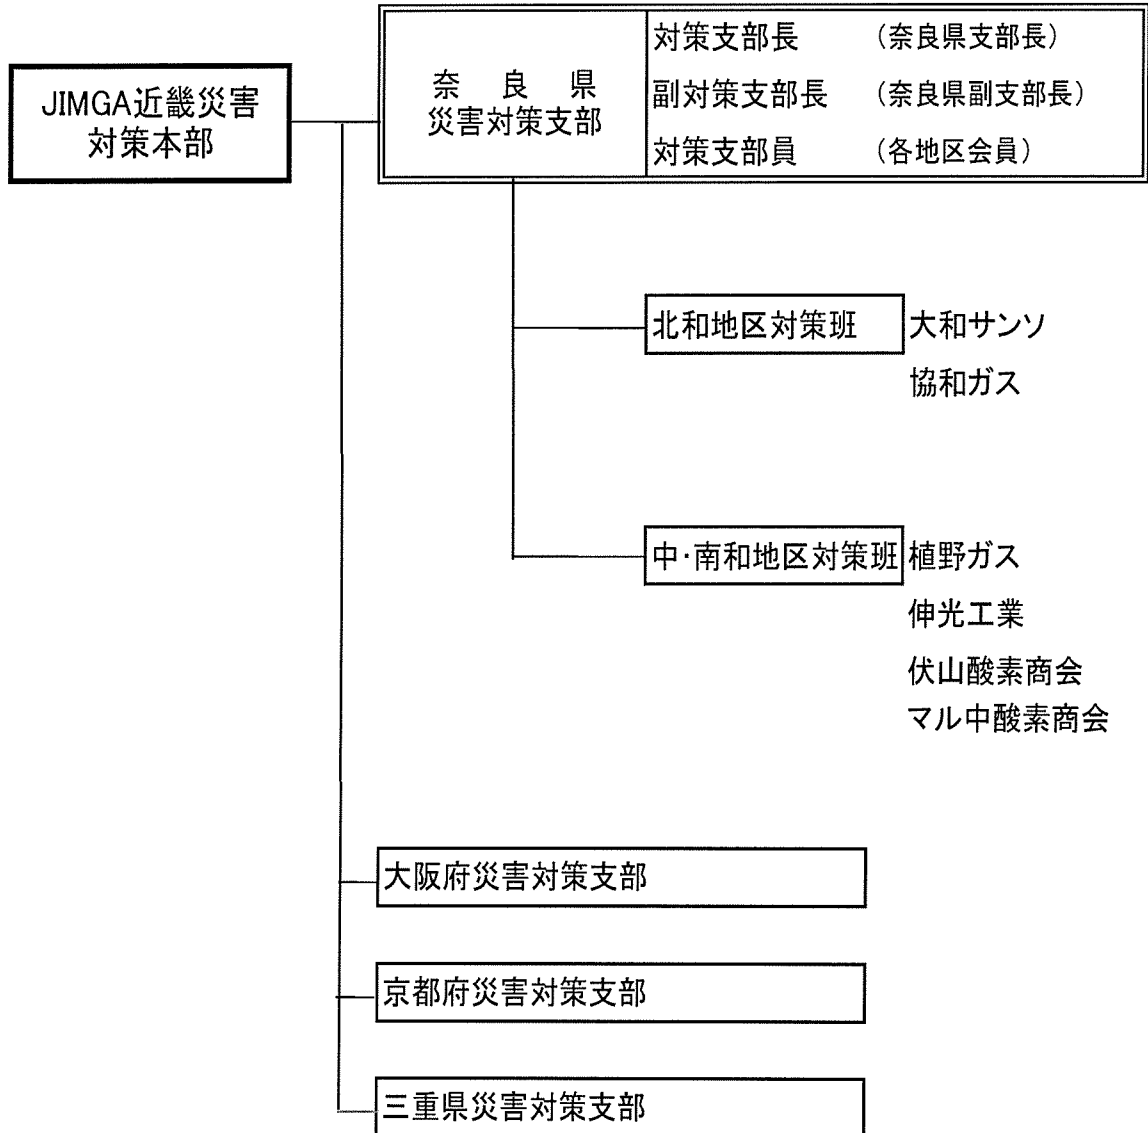 JIMGA近畿災害
対策本部
奈良県
災害対策支部
対策支部長 (奈良県支部長)
副対策支部長 (奈良県副支部長)
対策支部員 (各地区会員)
北和地区対策班 大和サンソ
協和ガス
中・南和地区対策班 植野ガス
伸光工業
伏山酸素商会
マル中酸素商会
大阪府災害対策支部
京都府災害対策支部
三重県災害対策支部